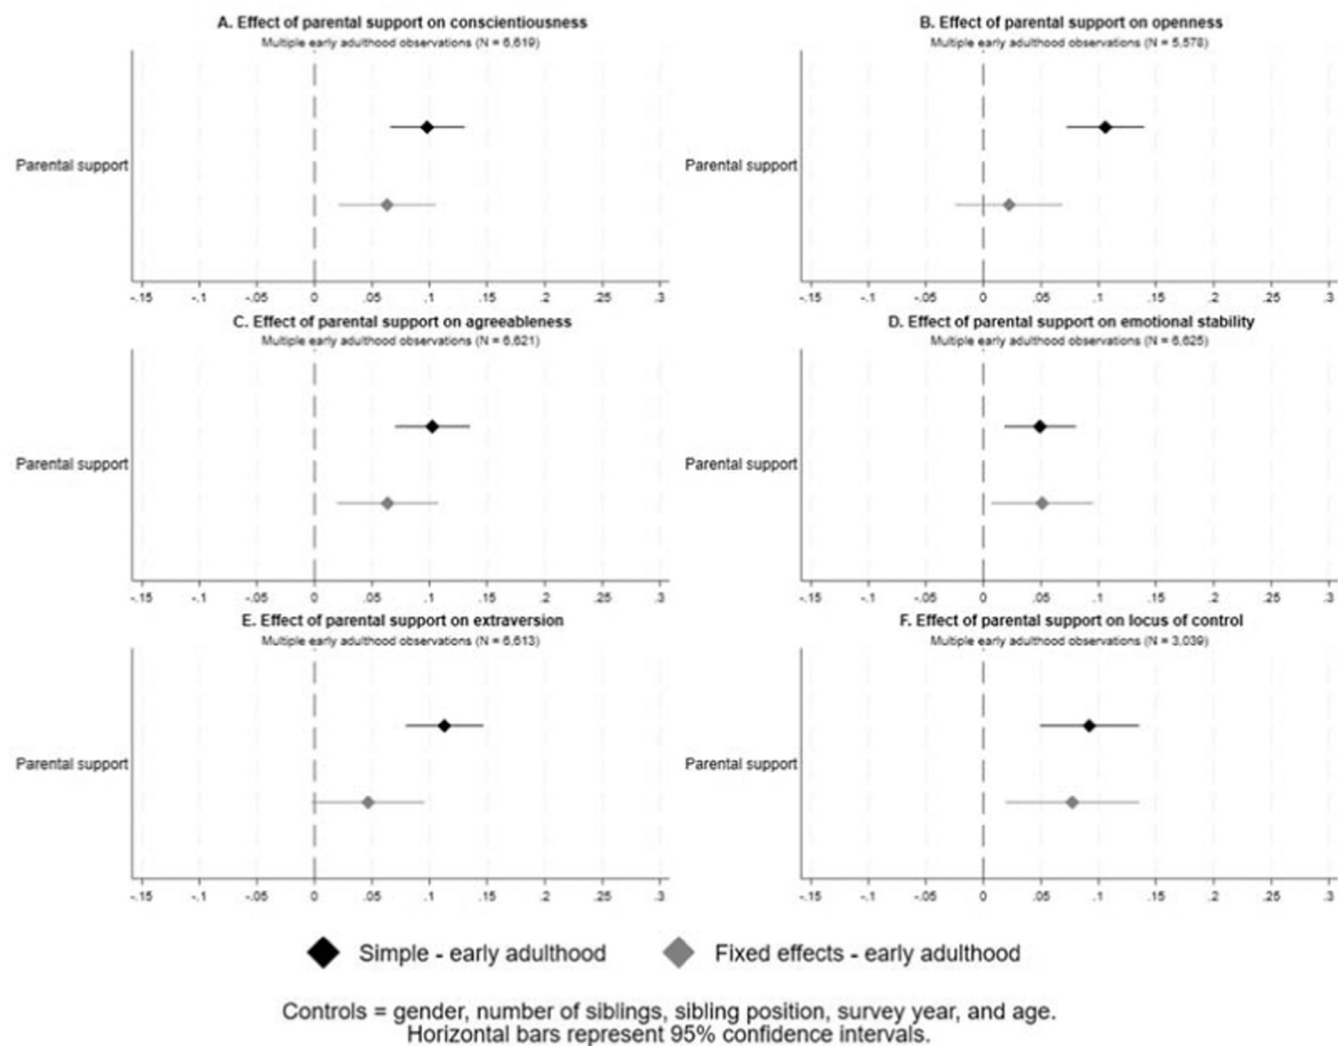 A. Effect of parental support on conscientiousness
Multiple early adulthood observations (N = 6,619)
Parental support
-.15 -.1 -.05 0 .05 .1 .15 .2 .25 .3
B. Effect of parental support on openness
Multiple early adulthood observations (N = 5,578)
Parental support
-.15 -.1 -.05 0 .05 .1 .15 .2 .25 .3
C. Effect of parental support on agreeableness
Multiple early adulthood observations (N = 6,621)
Parental support
-.15 -.1 -.05 0 .05 .1 .15 .2 .25 .3
D. Effect of parental support on emotional stability
Multiple early adulthood observations (N = 6,625)
Parental support
-.15 -.1 -.05 0 .05 .1 .15 .2 .25 .3
E. Effect of parental support on extraversion
Multiple early adulthood observations (N = 6,613)
Parental support
-.15 -.1 -.05 0 .05 .1 .15 .2 .25 .3
F. Effect of parental support on locus of control
Multiple early adulthood observations (N = 3,039)
Parental support
-.15 -.1 -.05 0 .05 .1 .15 .2 .25 .3
Simple - early adulthood
Fixed effects - early adulthood
Controls = gender, number of siblings, sibling position, survey year, and age.
Horizontal bars represent 95% confidence intervals.